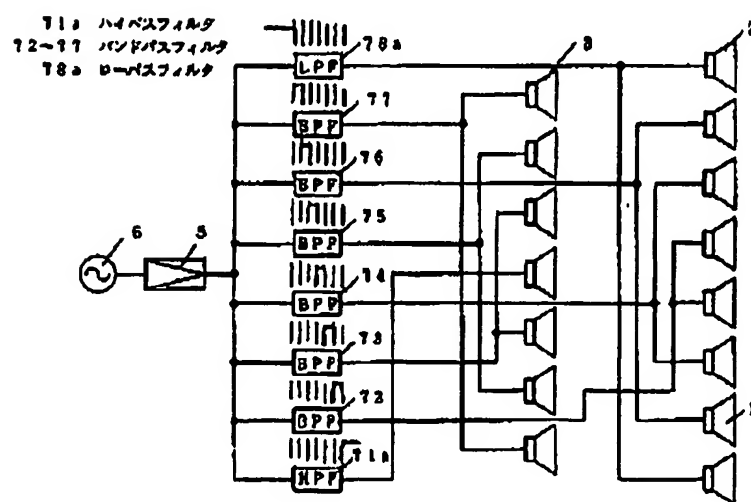 71a ハイパスフィルタ
72~77 バンドパスフィルタ
78a ローパスフィルタ
LPF 78a
3
BPF 77
BPF 76
BPF 75
6 5
BPF 74
BPF 73
BPF 72
HPF 71a